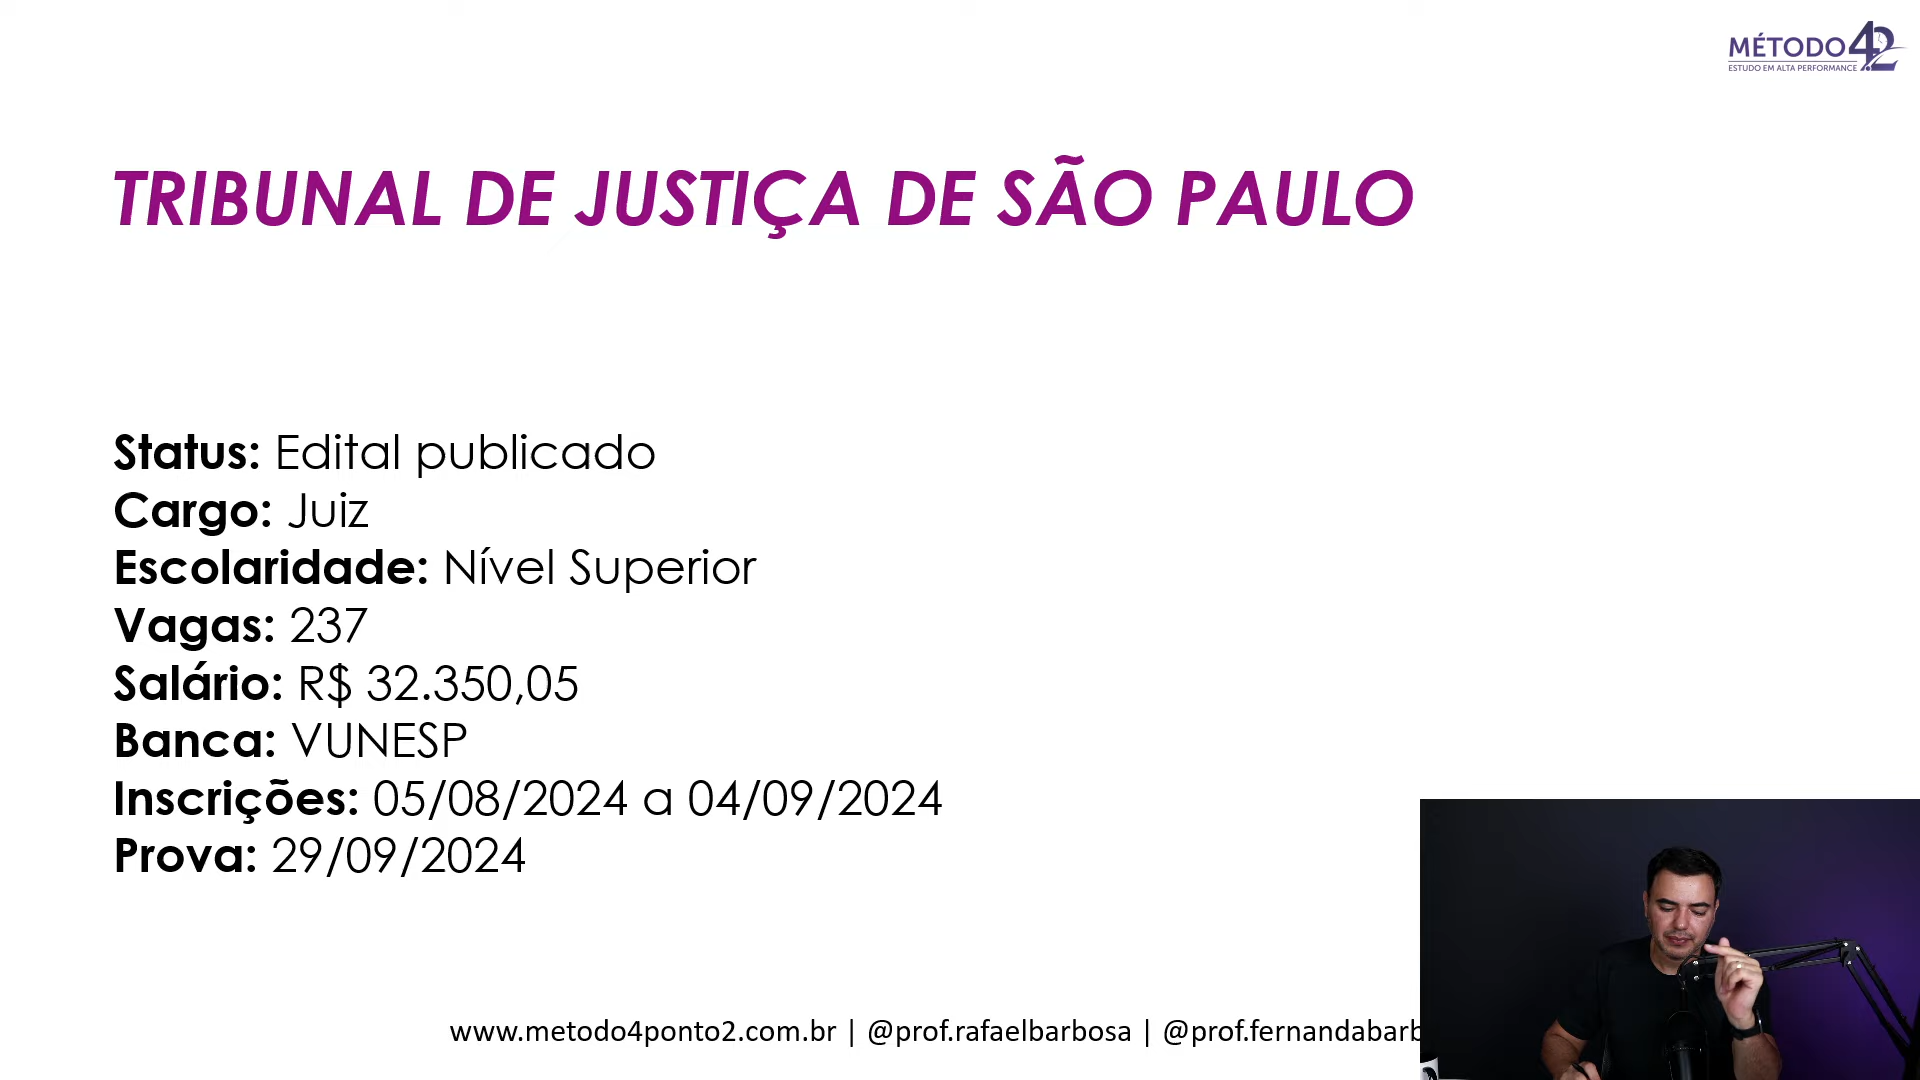 MÉTODO 4.2
ESTUDO EM ALTA PERFORMANCE
TRIBUNAL DE JUSTIÇA DE SÃO PAULO
Status: Edital publicado
Cargo: Juiz
Escolaridade: Nível Superior
Vagas: 237
Salário: R$ 32.350,05
Banca: VUNESP
Inscrições: 05/08/2024 a 04/09/2024
Prova: 29/09/2024
www.metodo4ponto2.com.br | @prof.rafaelbarbosa | @prof.fernandabarb